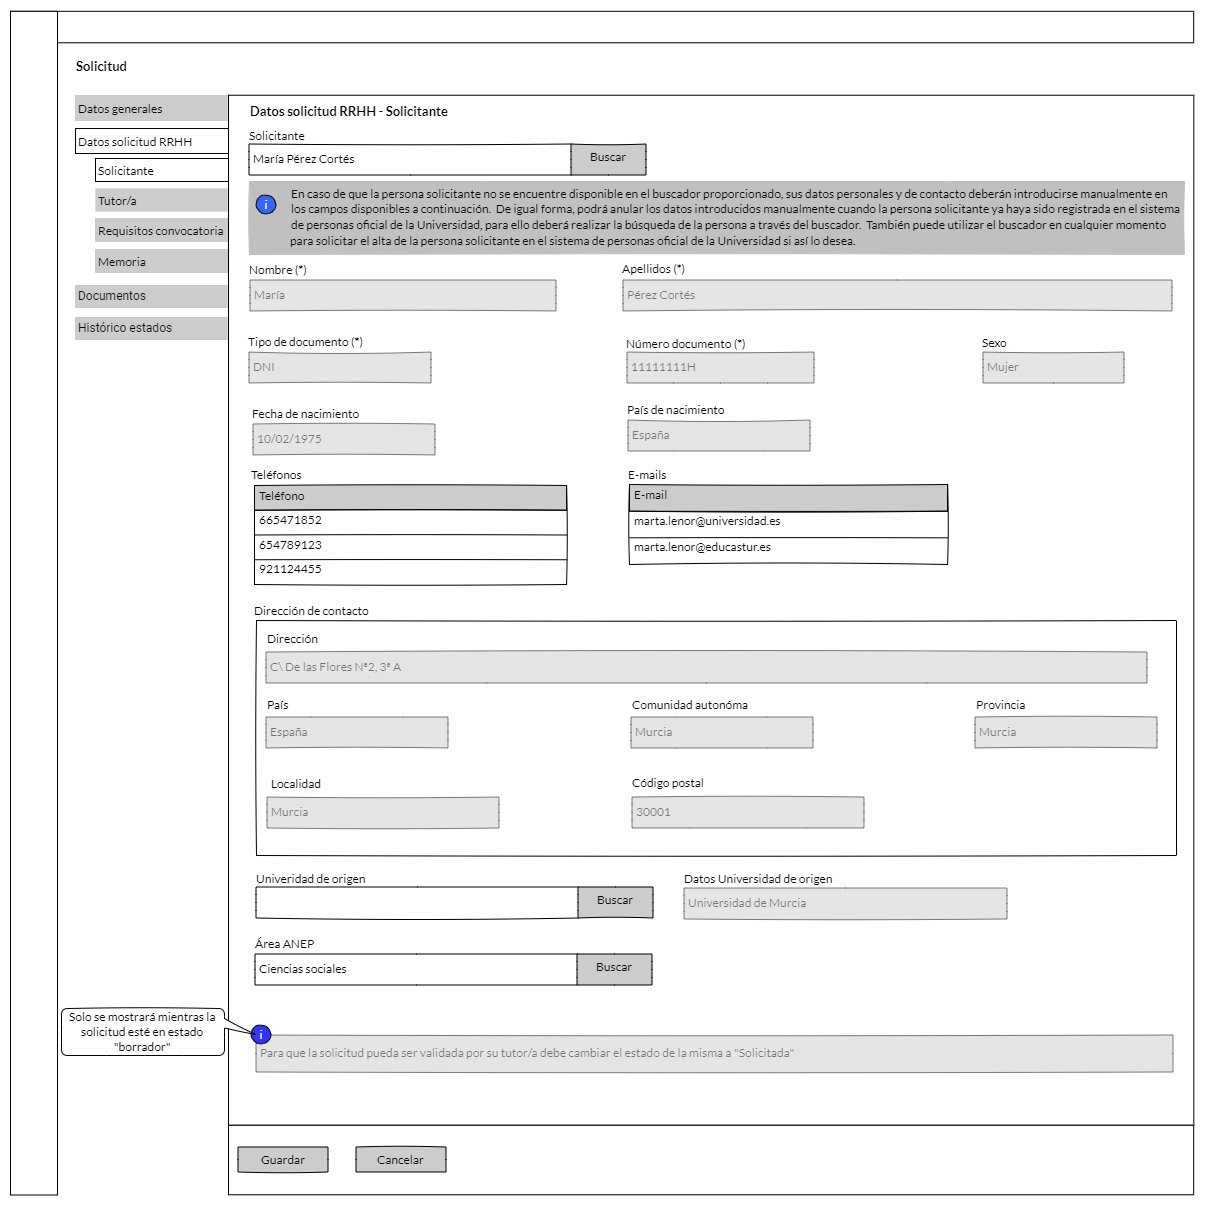 Solicitud
Datos generales
Datos solicitud RRHH
Solicitante
Tutor/a
Requisitos convocatoria
Memoria
Documentos
Histórico estados
Datos solicitud RRHH - Solicitante
Solicitante
María Pérez Cortés
Buscar
i
En caso de que la persona solicitante no se encuentre disponible en el buscador proporcionado, sus datos personales y de contacto deberán introducirse manualmente en
los campos disponibles a continuación. De igual forma, podrá anular los datos introducidos manualmente cuando la persona solicitante ya haya sido registrada en el sistema
de personas oficial de la Universidad, para ello deberá realizar la búsqueda de la persona a través del buscador. También puede utilizar el buscador en cualquier momento
para solicitar el alta de la persona solicitante en el sistema de personas oficial de la Universidad si así lo desea.
Nombre (*)
Apellidos (*)
María
Pérez Cortés
Tipo de documento (*)
Número documento (*)
Sexo
DNI
11111111H
Mujer
Fecha de nacimiento
País de nacimiento
10/02/1975
España
Teléfonos
E-mails
Teléfono
E-mail
665471852
marta.lenor@universidad.es
654789123
marta.lenor@educastur.es
921124455
Dirección de contacto
Dirección
C\ De las Flores Nº2, 3ª A
País
Comunidad autonóma
Provincia
España
Murcia
Murcia
Localidad
Código postal
Murcia
30001
Univeridad de origen
Datos Universidad de origen
Buscar
Universidad de Murcia
Área ANEP
Ciencias sociales
Buscar
Solo se mostrará mientras la
solicitud esté en estado
"borrador"
i
Para que la solicitud pueda ser validada por su tutor/a debe cambiar el estado de la misma a "Solicitada"
Guardar
Cancelar